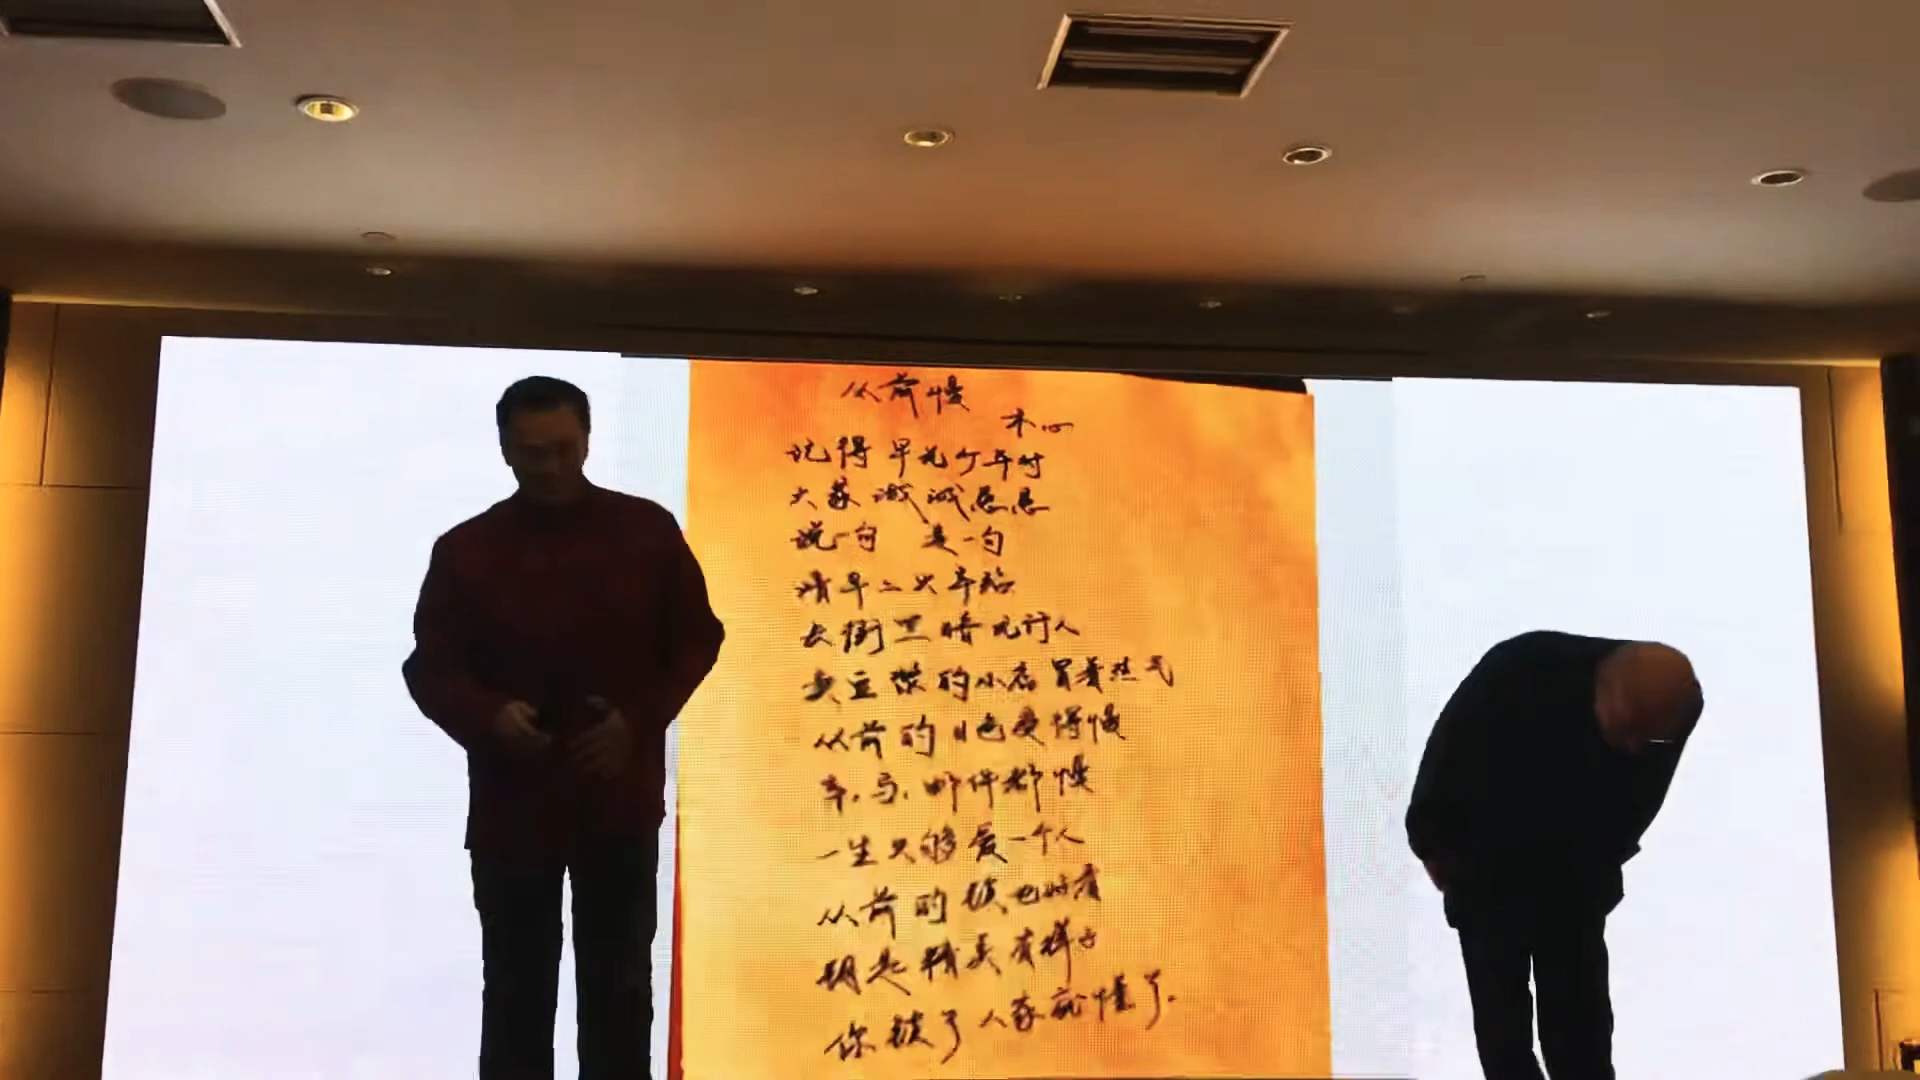 从前慢
木心
记得早先少年时
大家诚诚恳恳
说一句 是一句
清早上火车站
长街黑暗无行人
卖豆浆的小店冒着热气
从前的日色变得慢
车,马,邮件都慢
一生只够爱一个人
从前的锁也好看
钥匙精美有样子
你锁了人家就懂了.